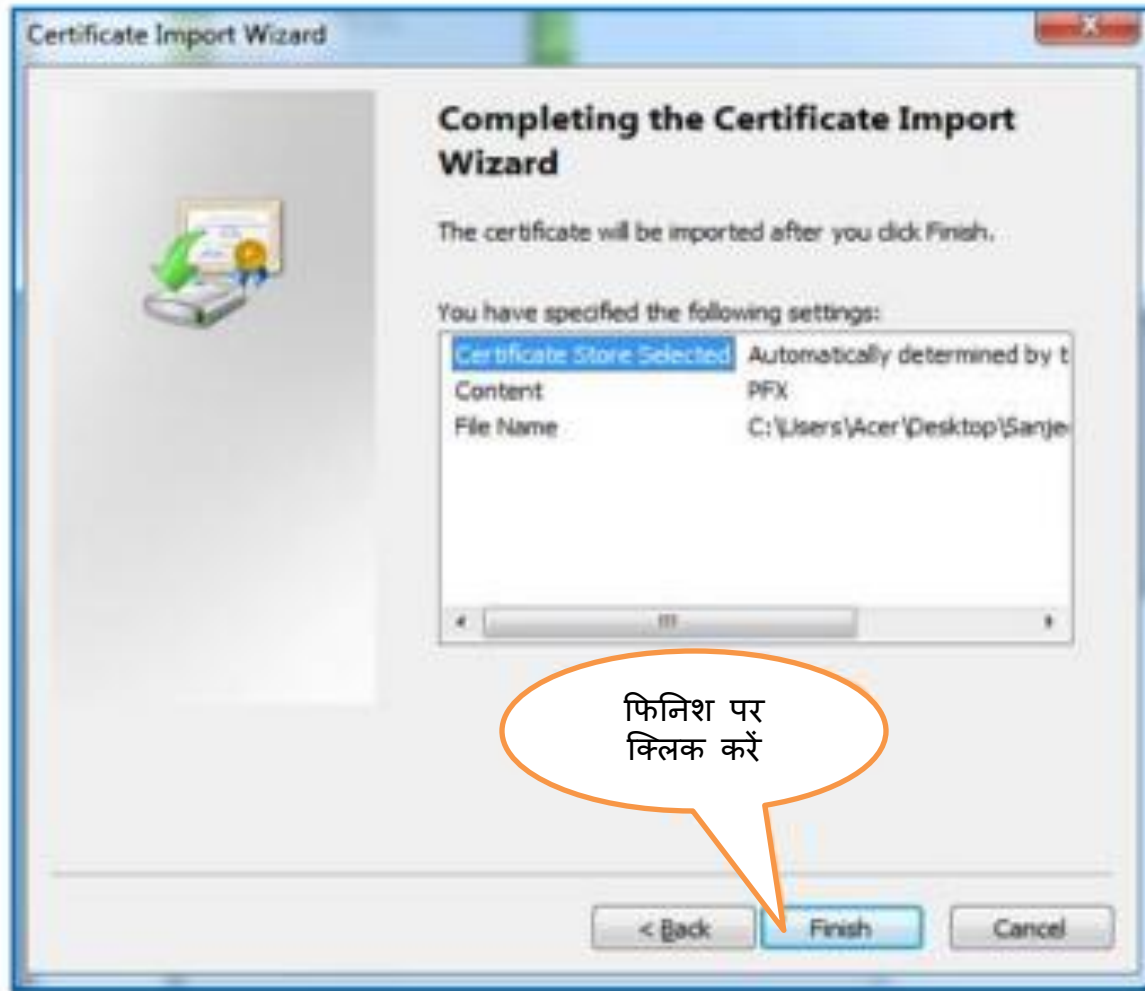 Certificate Import Wizard
Completing the Certificate Import
Wizard
The certificate will be imported after you click Finish.
You have specified the following settings:
Certificate Store Selected Automatically determined by t
Content PFX
File Name C:\Users\Acer\Desktop\Sanje
फिनिश पर
क्लिक करें
< Back Finish Cancel